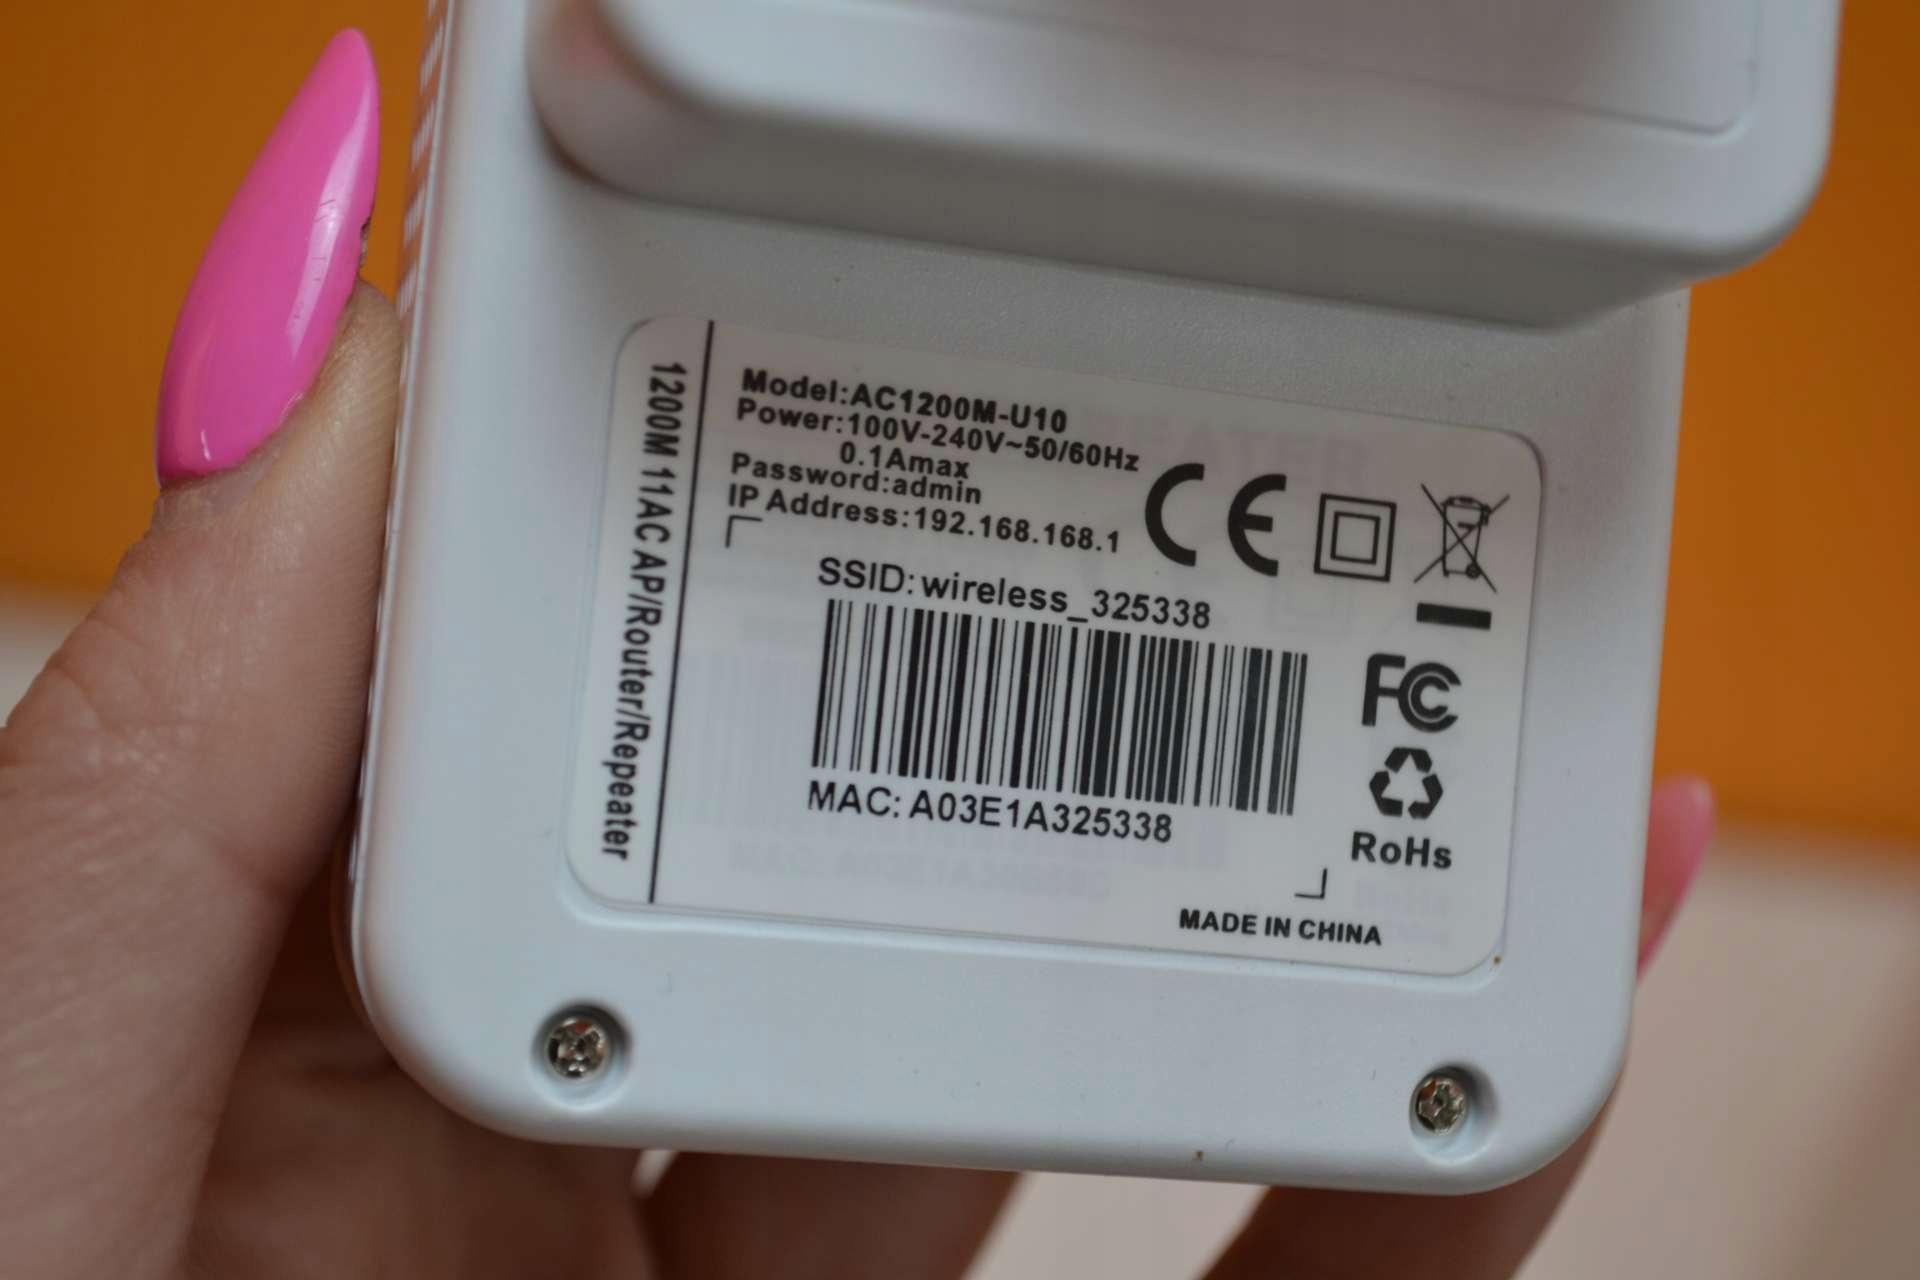 Model:AC1200M-U10
Power:100V-240V~50/60Hz
0.1Amax
Password:admin
IP Address:192.168.168.1
SSID: wireless_325338
MAC: A03E1A325338
1200M 11AC AP/Router/Repeater
CE
FC
RoHs
MADE IN CHINA